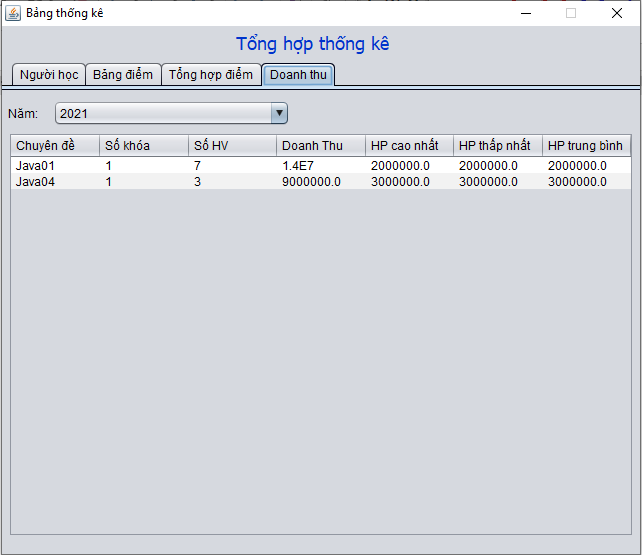 Bảng thống kê
Tổng hợp thống kê
Người học Bảng điểm Tổng hợp điểm Doanh thu
Năm: 2021
Chuyên đề Số khóa Số HV Doanh Thu HP cao nhất HP thấp nhất HP trung bình
Java01 1 7 1.4E7 2000000.0 2000000.0 2000000.0
Java04 1 3 9000000.0 3000000.0 3000000.0 3000000.0